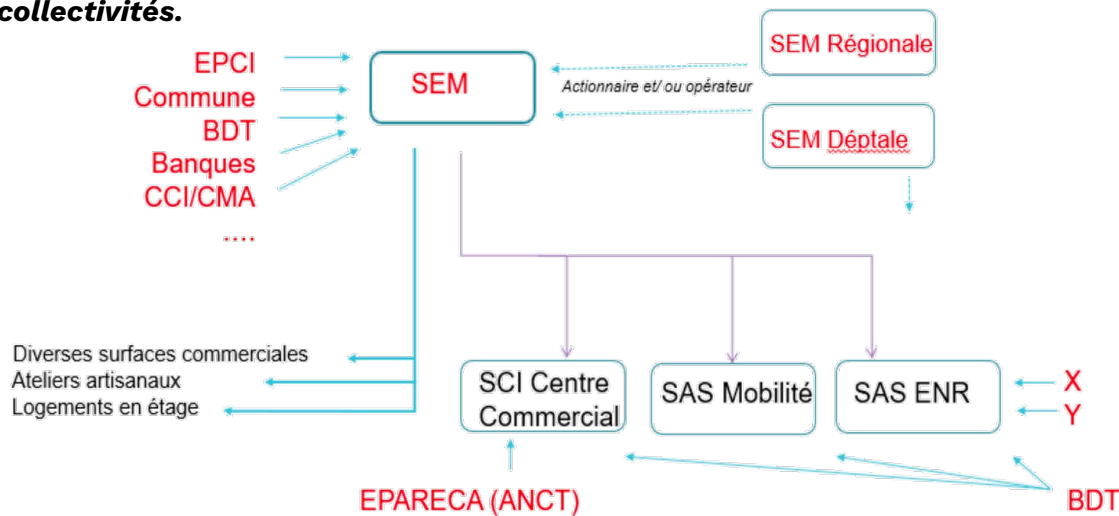 collectivités.
EPCI
Commune
BDT
Banques
CCI/CMA
....
SEM
Actionnaire et/ ou opérateur
SEM Régionale
SEM Déptale
Diverses surfaces commerciales
Ateliers artisanaux
Logements en étage
SCI Centre
Commercial
SAS Mobilité
SAS ENR
X
Y
EPARECA (ANCT)
BDT